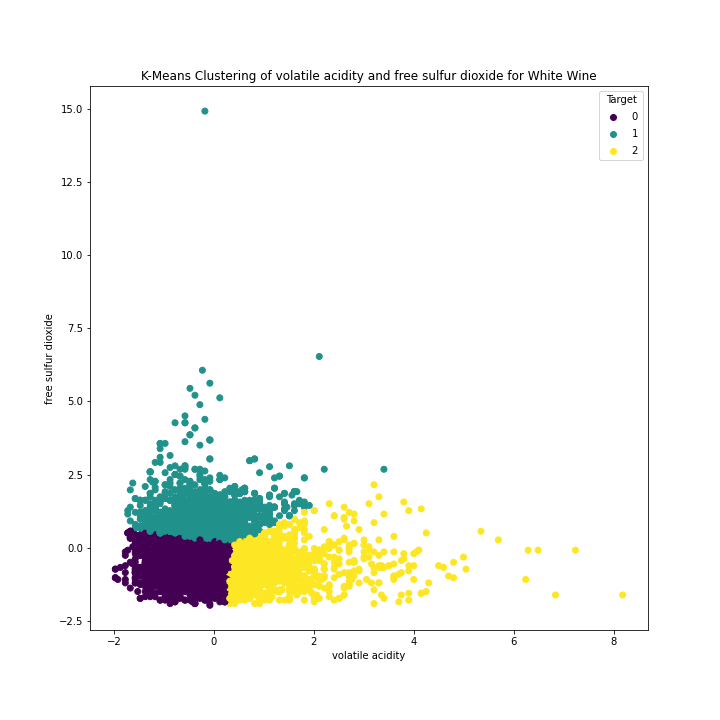 K-Means Clustering of volatile acidity and free sulfur dioxide for White Wine
Target
0
1
2
15.0
12.5
10.0
7.5
5.0
2.5
0.0
−2.5
free sulfur dioxide
−2 0 2 4 6 8
volatile acidity